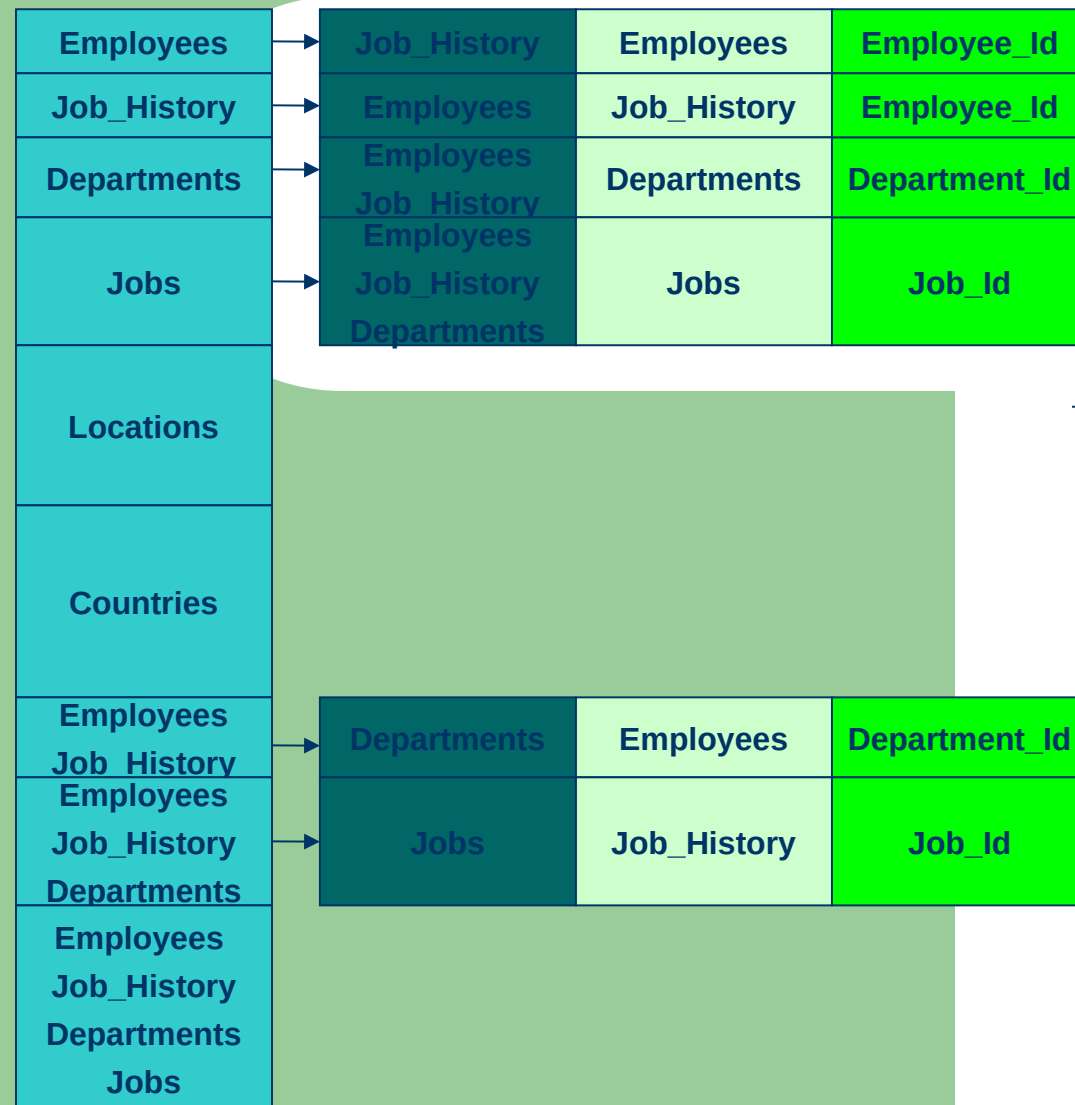 Employees Job_History Employees Employee_Id
Job_History Employees Job_History Employee_Id
Employees
Departments Departments Department_Id
Job_History
Employees
Jobs Job_History Jobs Job_Id
Departments
Locations
Countries
Employees
Departments Employees Department_Id
Job_History
Employees
Job_History Jobs Job_History Job_Id
Departments
Employees
Job_History
Departments
Jobs